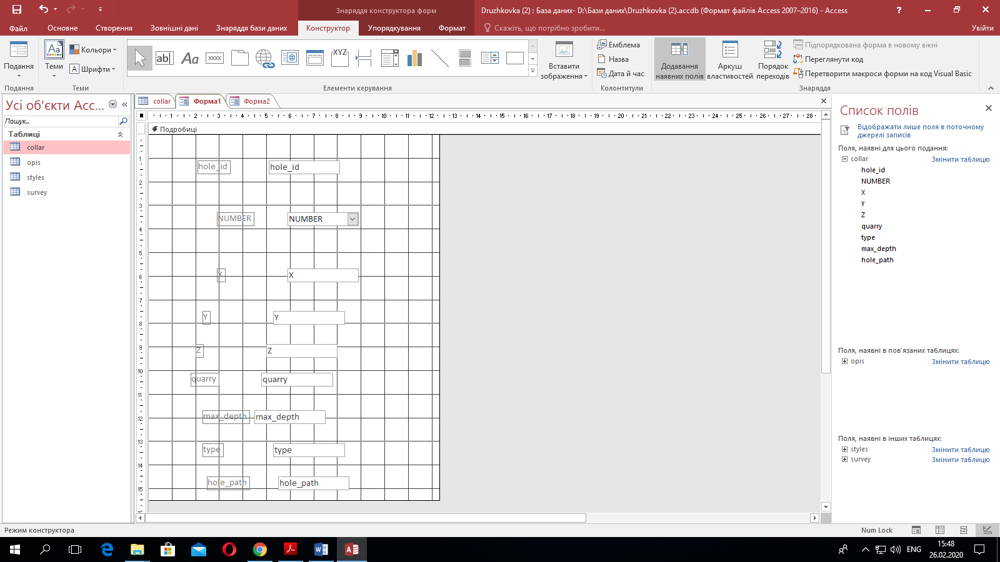 Знаряддя конструктора форм
Druzhkovka (2) : База даних- D:\Бази даних\Druzhkovka (2).accdb (Формат файлів Access 2007–2016) - Access
?
Файл Основне Створення Зовнішні дані Знаряддя бази даних Конструктор Упорядкування Формат Скажіть, що потрібно зробити... Увійти
Подання
Подання
Теми
Кольори
Шрифти
Теми
ab|
Aa
xxxx
XYZ
Елементи керування
Вставити
зображення
Емблема
Назва
Дата й час
Колонтитули
Додавання
наявних полів
Аркуш
властивостей
Порядок
переходів
Підпорядкована форма в новому вікні
Переглянути код
Перетворити макроси форми на код Visual Basic
Знаряддя
Усі об'єкти Acc...
Пошук...
Таблиці
collar
opis
styles
survey
collar Форма1 Форма2
1 2 3 4 5 6 7 8 9 10 11 12 13 14 15 16 17 18 19 20 21 22 23 24 25 26 27 28
Подробиці
1
hole_id hole_id
2
3
NUMBER NUMBER
4
5
6
X X
7
Y Y
8
9
Z Z
10
quarry quarry
11
12
max_depth max_depth
13
type type
14
hole_path hole_path
15
Список полів
Відображати лише поля в поточному
джерелі записів
Поля, наявні для цього подання:
collar Змінити таблицю
hole_id
NUMBER
X
Y
Z
quarry
type
max_depth
hole_path
Поля, наявні в пов'язаних таблицях:
opis Змінити таблицю
Поля, наявні в інших таблицях:
styles Змінити таблицю
survey Змінити таблицю
Режим конструктора
Num Lock
ENG
15:48
26.02.2020